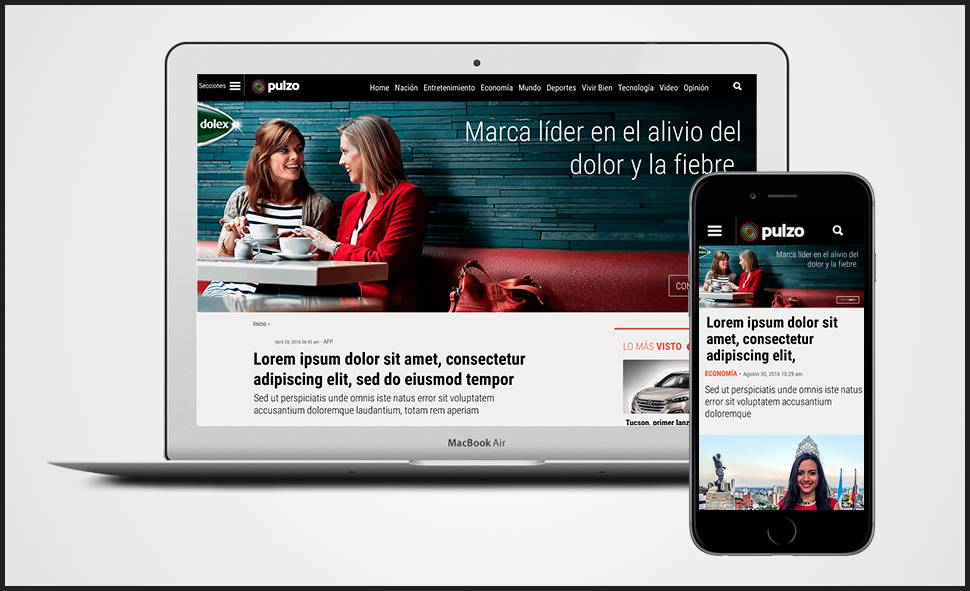 Secciones
pulzo
Home Nación Entretenimiento Economía Mundo Deportes Vivir Bien Tecnología Video Opinión
dolex
Marca líder en el alivio del
dolor y la fiebre.
CON
Inicio »
Abril 28, 2016 06:45 am - AFP
Lorem ipsum dolor sit amet, consectetur
adipiscing elit, sed do eiusmod tempor
Sed ut perspiciatis unde omnis iste natus error sit voluptatem
accusantium doloremque laudantium, totam rem aperiam
LO MÁS VISTO
Tucson, primer lanz
MacBook Air
pulzo
Marca líder en el alivio del
dolor y la fiebre.
Lorem ipsum dolor sit
amet, consectetur
adipiscing elit,
ECONOMÍA - Agosto 30, 2016 10:29 am
Sed ut perspiciatis unde omnis iste natus
error sit voluptatem accusantium
doloremque